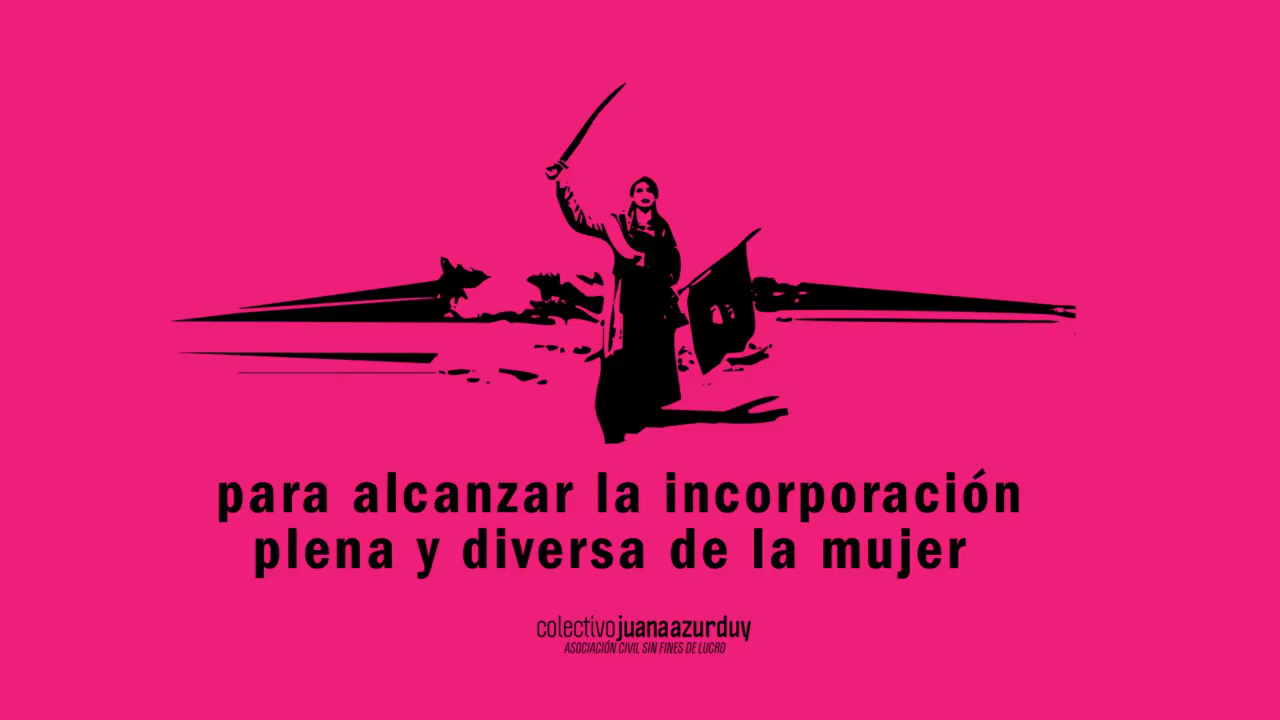 para alcanzar la incorporación
plena y diversa de la mujer
colectivojuanaazurduy
ASOCIACIÓN CIVIL SIN FINES DE LUCRO